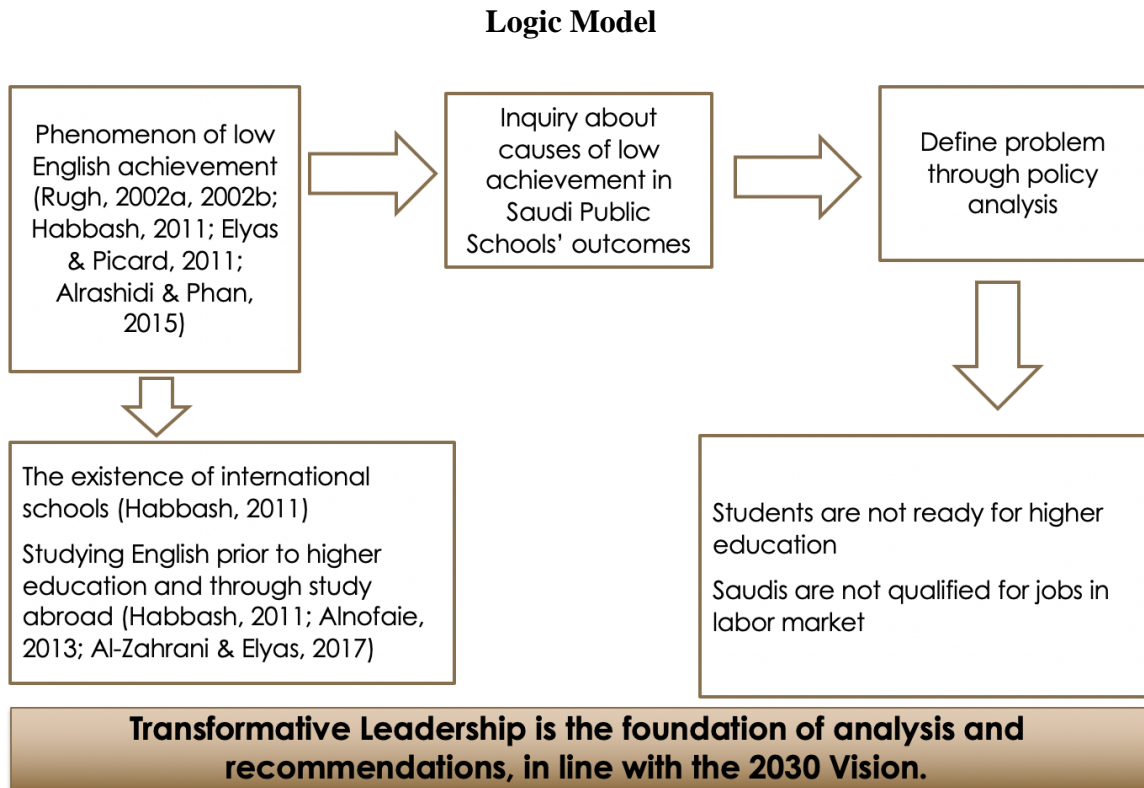 Logic Model
Phenomenon of low
English achievement
(Rugh, 2002a, 2002b;
Habbash, 2011; Elyas
& Picard, 2011;
Alrashidi & Phan,
2015)
Inquiry about
causes of low
achievement in
Saudi Public
Schools’ outcomes
Define problem
through policy
analysis
The existence of international
schools (Habbash, 2011)
Studying English prior to higher
education and through study
abroad (Habbash, 2011; Alnofaie,
2013; Al-Zahrani & Elyas, 2017)
Students are not ready for higher
education
Saudis are not qualified for jobs in
labor market
Transformative Leadership is the foundation of analysis and
recommendations, in line with the 2030 Vision.